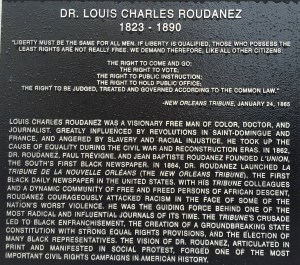 DR. LOUIS CHARLES ROUDANEZ
1823 - 1890
"LIBERTY MUST BE THE SAME FOR ALL MEN. IF LIBERTY IS QUALIFIED, THOSE WHO POSSESS THE
LEAST RIGHTS ARE NOT REALLY FREE. WE DEMAND THEREFORE, LIKE ALL OTHER CITIZENS:
THE RIGHT TO COME AND GO;
THE RIGHT TO VOTE;
THE RIGHT TO PUBLIC INSTRUCTION;
THE RIGHT TO HOLD PUBLIC OFFICE;
THE RIGHT TO BE JUDGED, TREATED AND GOVERNED ACCORDING TO THE COMMON LAW."
-NEW ORLEANS TRIBUNE, JANUARY 24, 1865
LOUIS CHARLES ROUDANEZ WAS A VISIONARY FREE MAN OF COLOR, DOCTOR, AND
JOURNALIST. GREATLY INFLUENCED BY REVOLUTIONS IN SAINT-DOMINGUE AND
FRANCE, AND ANGERED BY SLAVERY AND RACIAL INJUSTICE, HE TOOK UP THE
CAUSE OF EQUALITY DURING THE CIVIL WAR AND RECONSTRUCTION ERAS. IN 1862,
DR. ROUDANEZ, PAUL TREVIGNE, AND JEAN BAPTISTE ROUDANEZ FOUNDED L'UNION,
THE SOUTH'S FIRST BLACK NEWSPAPER. IN 1864, DR. ROUDANEZ LAUNCHED LA
TRIBUNE DE LA NOUVELLE ORLEANS (THE NEW ORLEANS TRIBUNE), THE FIRST
BLACK DAILY NEWSPAPER IN THE UNITED STATES. WITH HIS TRIBUNE COLLEAGUES
AND A DYNAMIC COMMUNITY OF FREE AND FREED PERSONS OF AFRICAN DESCENT,
ROUDANEZ COURAGEOUSLY ATTACKED RACISM IN THE FACE OF SOME OF THE
NATION'S WORST VIOLENCE. HE WAS THE GUIDING FORCE BEHIND ONE OF THE
MOST RADICAL AND INFLUENTIAL JOURNALS OF ITS TIME. THE TRIBUNE'S CRUSADE
LED TO BLACK ENFRANCHISEMENT, THE CREATION OF A GROUNDBREAKING STATE
CONSTITUTION WITH STRONG EQUAL RIGHTS PROVISIONS, AND THE ELECTION OF
MANY BLACK REPRESENTATIVES. THE VISION OF DR. ROUDANEZ, ARTICULATED IN
PRINT AND MANIFESTED IN SOCIAL PROTEST, FORGED ONE OF THE MOST
IMPORTANT CIVIL RIGHTS CAMPAIGNS IN AMERICAN HISTORY.